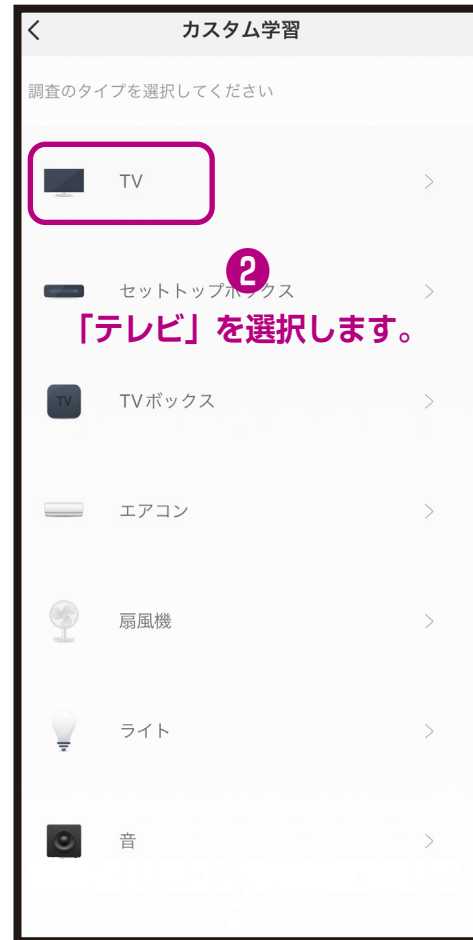 カスタム学習
調査のタイプを選択してください
TV
❷
セットトップボックス
「テレビ」を選択します。
TV
TVボックス
エアコン
扇風機
ライト
音